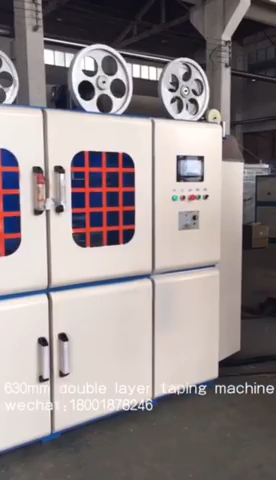 630mm double layer taping machine
wechat:18001878246